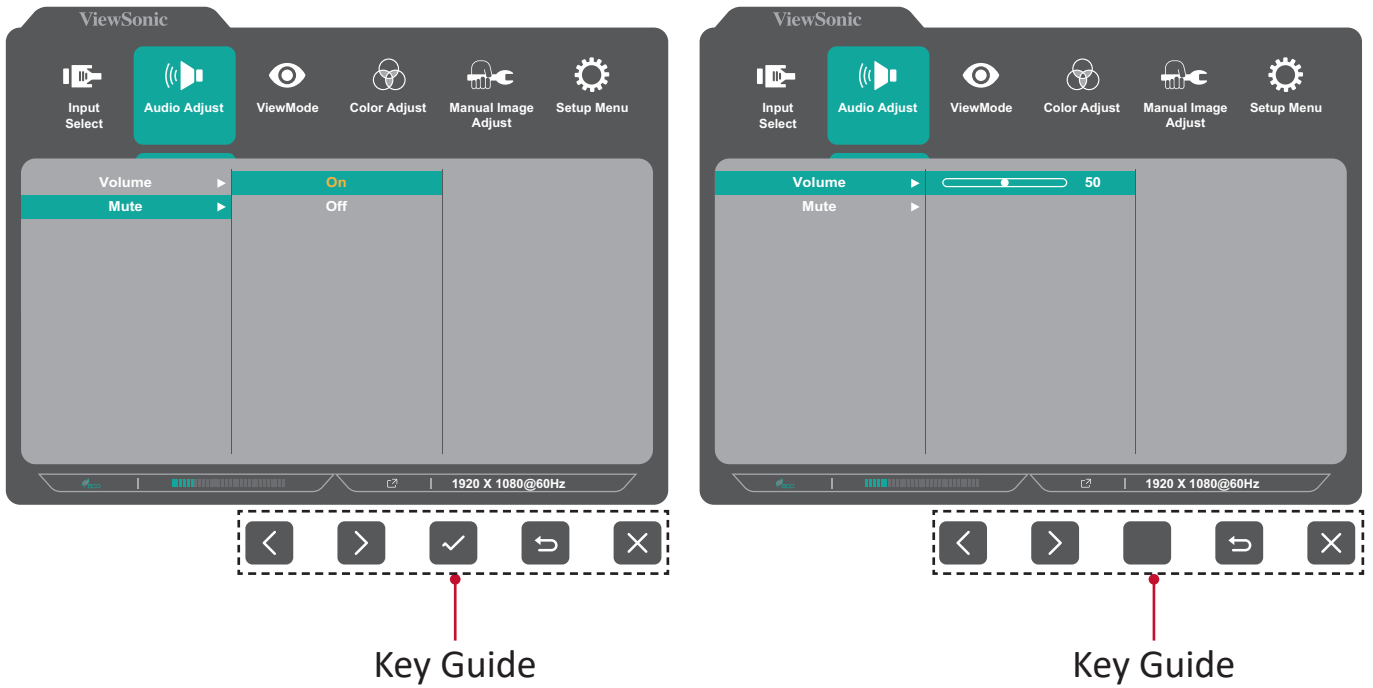 ViewSonic
Input
Select
Audio Adjust
ViewMode
Color Adjust
Manual Image
Adjust
Setup Menu
Volume
On
Mute
Off
ECO
1920 X 1080@60Hz
Key Guide
ViewSonic
Input
Select
Audio Adjust
ViewMode
Color Adjust
Manual Image
Adjust
Setup Menu
Volume
50
Mute
ECO
1920 X 1080@60Hz
Key Guide